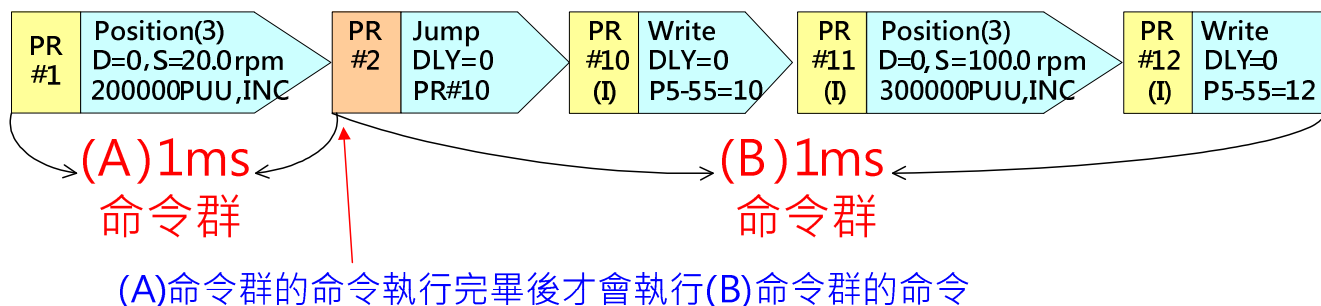 PR
#1
Position(3)
D=0, S=20.0 rpm
200000PUU,INC
PR
#2
Jump
DLY=0
PR#10
PR
#10
(I)
Write
DLY=0
P5-55=10
PR
#11
(I)
Position(3)
D=0, S=100.0 rpm
300000PUU,INC
PR
#12
(I)
Write
DLY=0
P5-55=12
(A)1ms
命令群
(B)1ms
命令群
(A)命令群的命令執行完畢後才會執行(B)命令群的命令